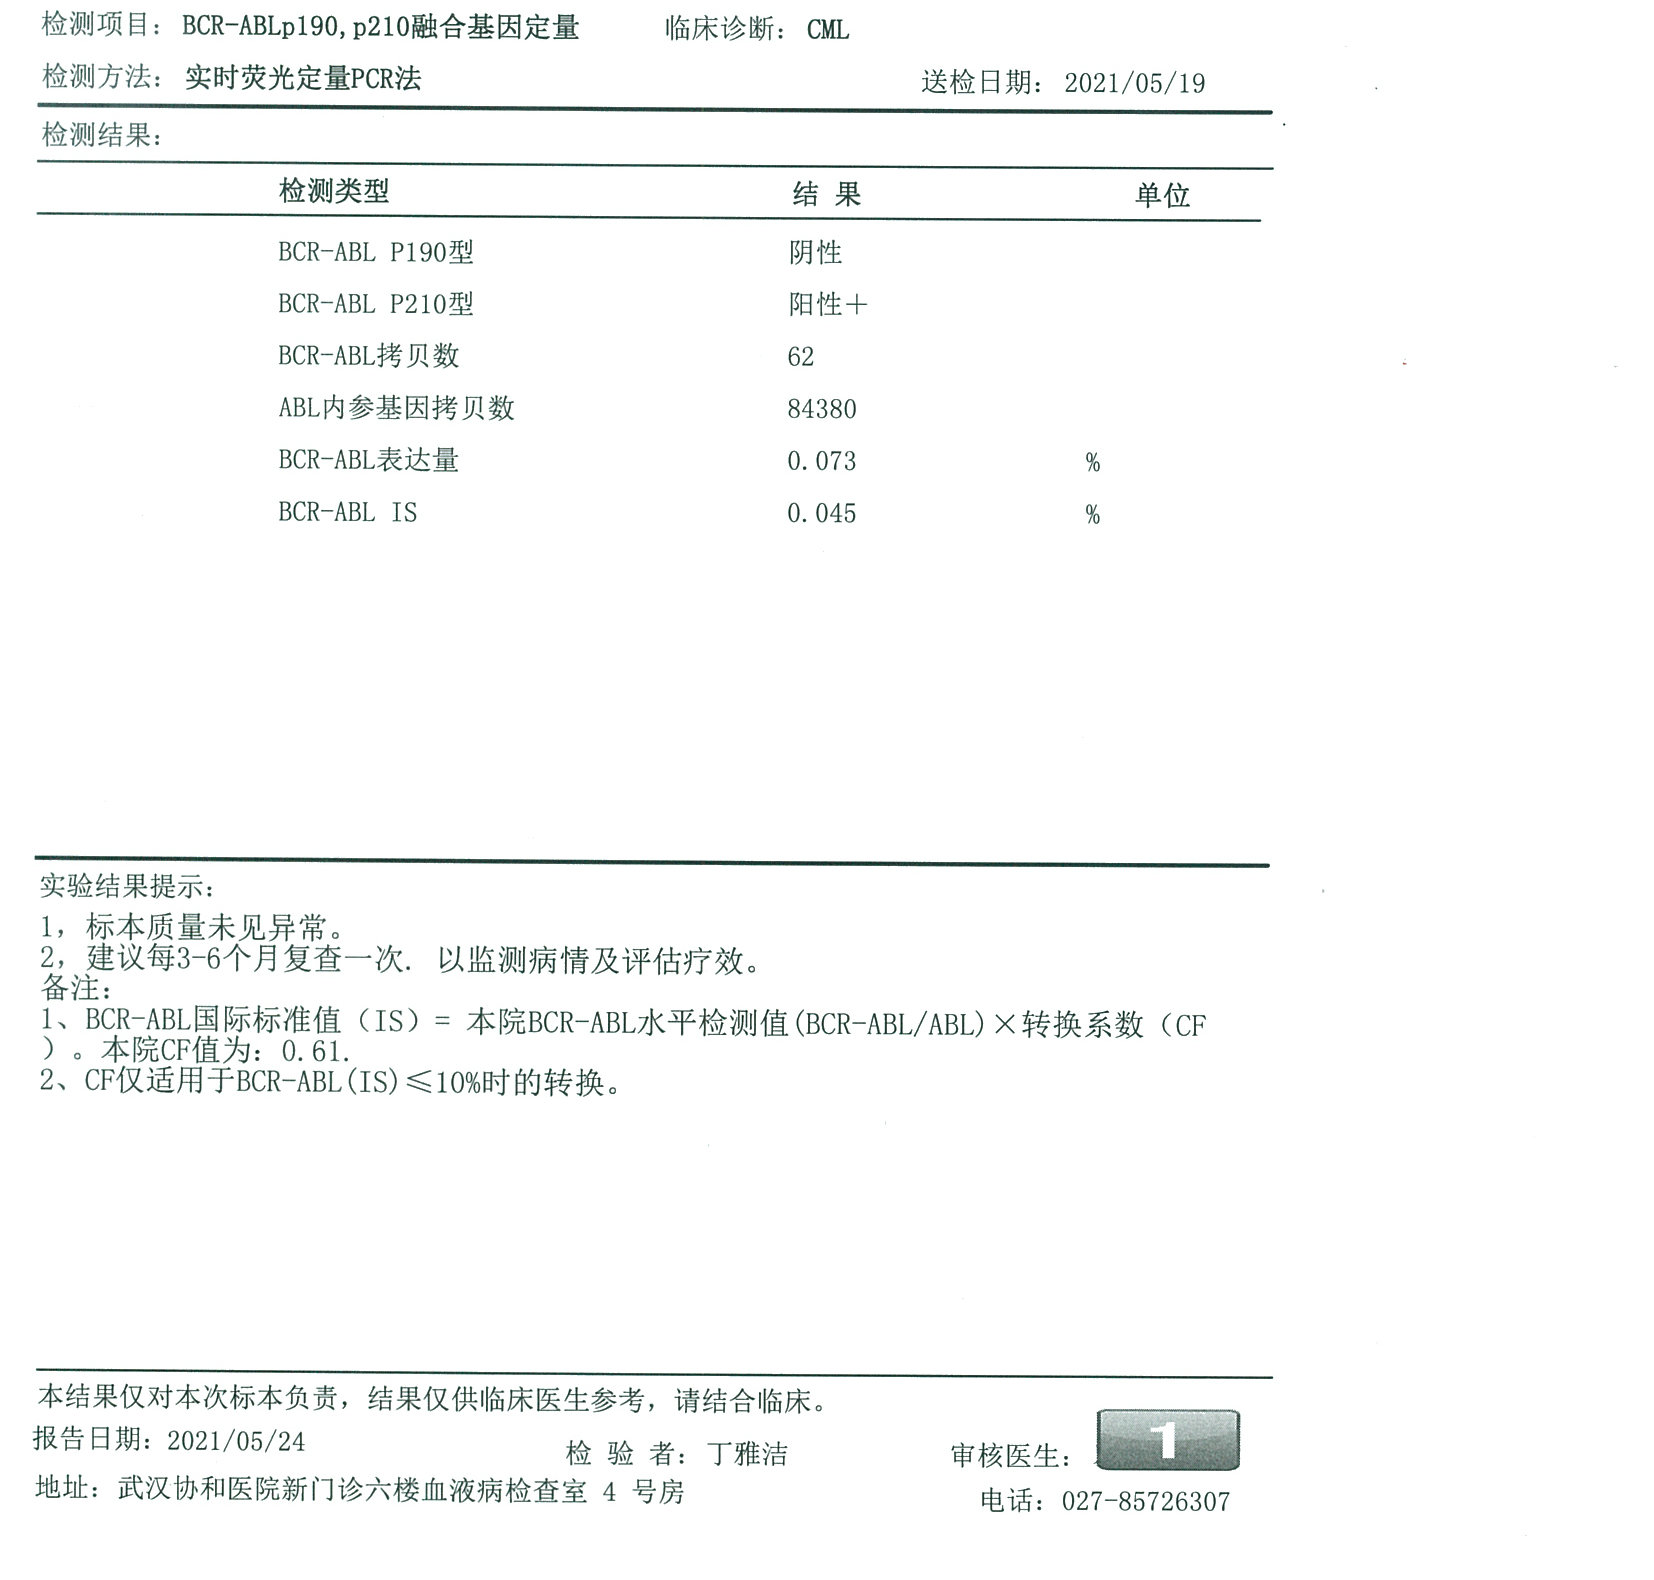 检测项目： BCR-ABLp190,p210融合基因定量 临床诊断： CML
检测方法： 实时荧光定量PCR法 送检日期： 2021/05/19
检测结果：
检测类型 结 果 单位
BCR-ABL P190型 阴性
BCR-ABL P210型 阳性＋
BCR-ABL拷贝数 62
ABL内参基因拷贝数 84380
BCR-ABL表达量 0.073 %
BCR-ABL IS 0.045 %
实验结果提示：
1，标本质量未见异常。
2，建议每3-6个月复查一次. 以监测病情及评估疗效。
备注：
1、BCR-ABL国际标准值（IS）= 本院BCR-ABL水平检测值(BCR-ABL/ABL)×转换系数（CF
）。本院CF值为：0.61.
2、CF仅适用于BCR-ABL(IS)≤10%时的转换。
本结果仅对本次标本负责，结果仅供临床医生参考，请结合临床。
报告日期：2021/05/24 检 验 者：丁雅洁 审核医生： 1
地址：武汉协和医院新门诊六楼血液病检查室 4 号房 电话：027-85726307